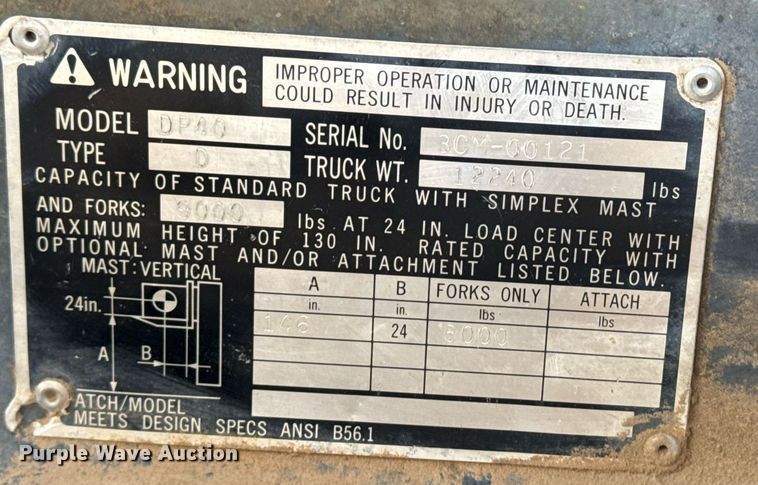 WARNING
IMPROPER OPERATION OR MAINTENANCE
COULD RESULT IN INJURY OR DEATH.
MODEL DP40 SERIAL No. 3CM-00121
TYPE D TRUCK WT. 12240 lbs
CAPACITY OF STANDARD TRUCK WITH SIMPLEX MAST
AND FORKS: 8000 lbs AT 24 IN. LOAD CENTER WITH
MAXIMUM HEIGHT OF 130 IN. RATED CAPACITY WITH
OPTIONAL MAST AND/OR ATTACHMENT LISTED BELOW.
MAST: VERTICAL
24in.
A
B
A B FORKS ONLY ATTACH
in. in. lbs lbs
146 24 8000
ATCH/MODEL
MEETS DESIGN SPECS ANSI B56.1
Purple Wave Auction